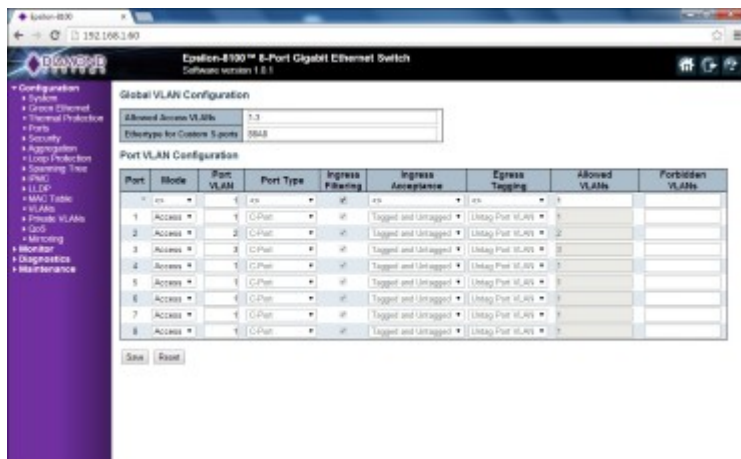 Epsilon-8100
192.168.1.60
DIAMOND SYSTEMS
Epsilon-8100™ 8-Port Gigabit Ethernet Switch
Software version 1.0.1
Configuration
System
Green Ethernet
Thermal Protection
Ports
Security
Aggregation
Loop Protection
Spanning Tree
IPMC
LLDP
MAC Table
VLANs
Private VLANs
QoS
Mirroring
Monitor
Diagnostics
Maintenance
Global VLAN Configuration
Allowed Access VLANs 1-3
Ethertype for Custom S-ports 88A8
Port VLAN Configuration
Port Mode Port VLAN Port Type Ingress Filtering Ingress Acceptance Egress Tagging Allowed VLANs Forbidden VLANs
* <> 1 <> <> <> 1
1 Access 1 C-Port Tagged and Untagged Untag Port VLAN 1
2 Access 2 C-Port Tagged and Untagged Untag Port VLAN 2
3 Access 3 C-Port Tagged and Untagged Untag Port VLAN 3
4 Access 1 C-Port Tagged and Untagged Untag Port VLAN 1
5 Access 1 C-Port Tagged and Untagged Untag Port VLAN 1
6 Access 1 C-Port Tagged and Untagged Untag Port VLAN 1
7 Access 1 C-Port Tagged and Untagged Untag Port VLAN 1
8 Access 1 C-Port Tagged and Untagged Untag Port VLAN 1
Save Reset